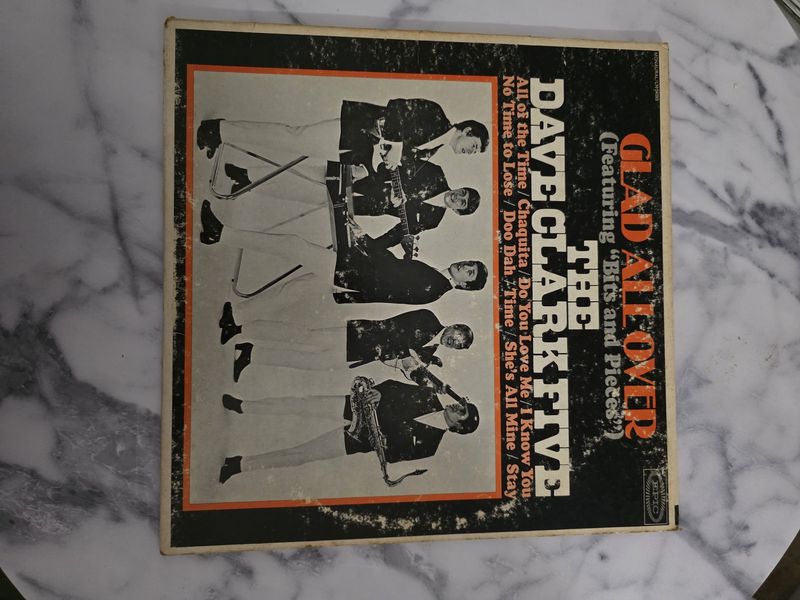 GLAD ALL OVER
(Featuring "Bits and Pieces")
THE
DAVE CLARK FIVE
All of the Time / Chaquita / Do You Love Me / I Know You
No Time to Lose / Doo Dah / Time / She's All Mine / Stay
EPIC